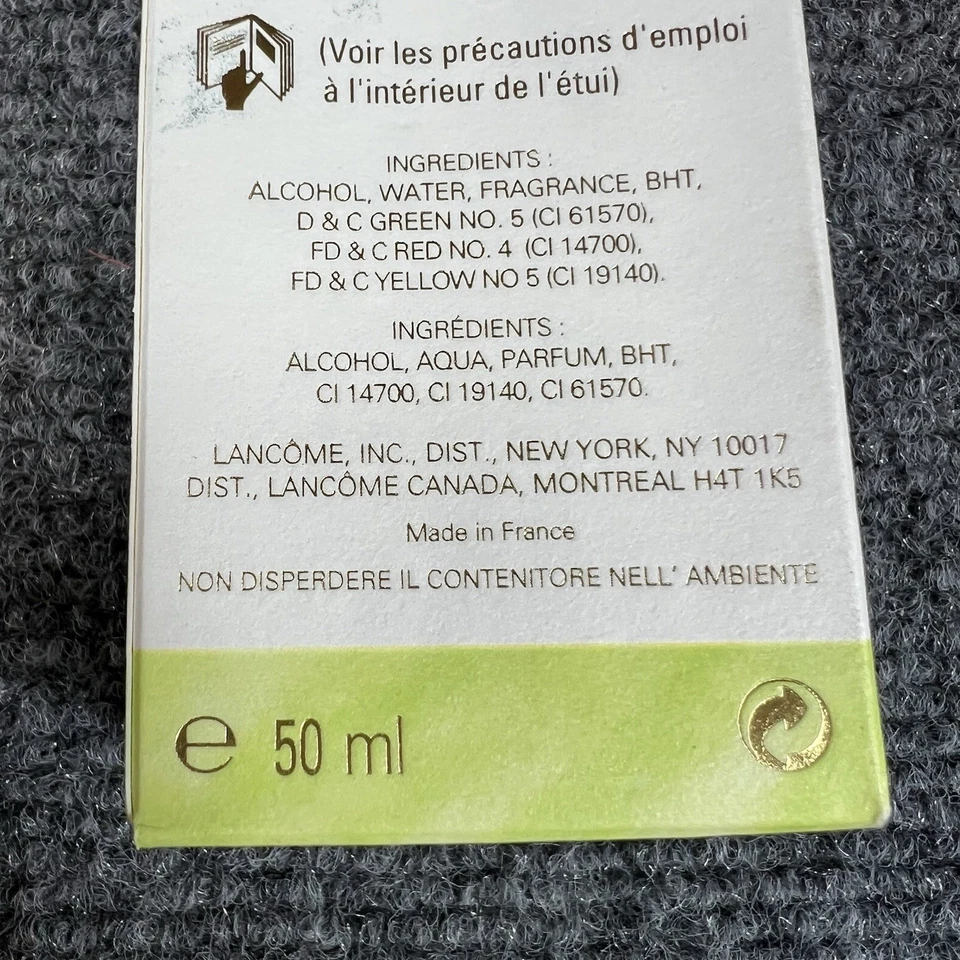 (Voir les précautions d'emploi
à l'intérieur de l'étui)
INGREDIENTS :
ALCOHOL, WATER, FRAGRANCE, BHT,
D & C GREEN NO. 5 (CI 61570),
FD & C RED NO. 4 (CI 14700),
FD & C YELLOW NO 5 (CI 19140).
INGRÉDIENTS :
ALCOHOL, AQUA, PARFUM, BHT,
CI 14700, CI 19140, CI 61570.
LANCÔME, INC., DIST., NEW YORK, NY 10017
DIST., LANCÔME CANADA, MONTREAL H4T 1K5
Made in France
NON DISPERDERE IL CONTENITORE NELL' AMBIENTE
℮ 50 ml